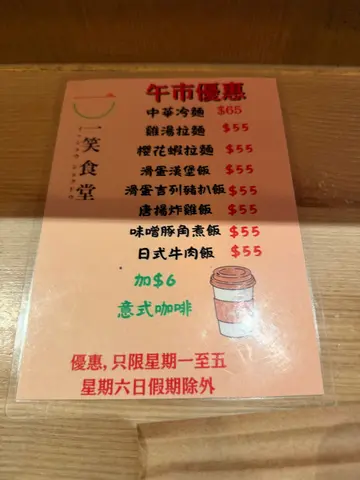 午市優惠
一笑食堂
中華冷麵 $65
雞湯拉麵 $55
櫻花蝦拉麵 $55
滑蛋漢堡飯 $55
滑蛋吉列豬扒飯 $55
唐揚炸雞飯 $55
味噌豚角煮飯 $55
日式牛肉飯 $55
加$6
意式咖啡
優惠, 只限星期一至五
星期六日假期除外